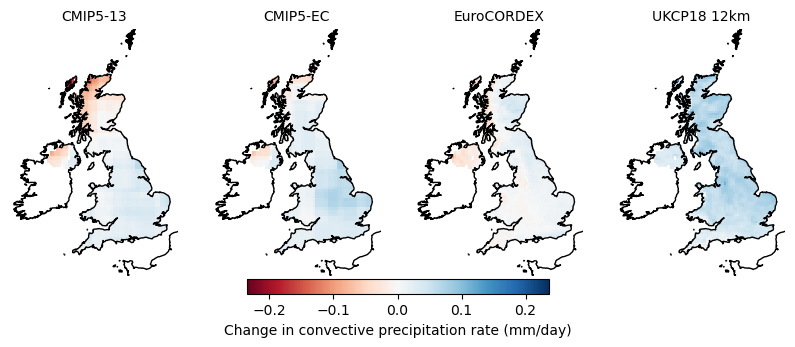 CMIP5-13 CMIP5-EC EuroCORDEX UKCP18 12km
−0.2 −0.1 0.0 0.1 0.2
Change in convective precipitation rate (mm/day)